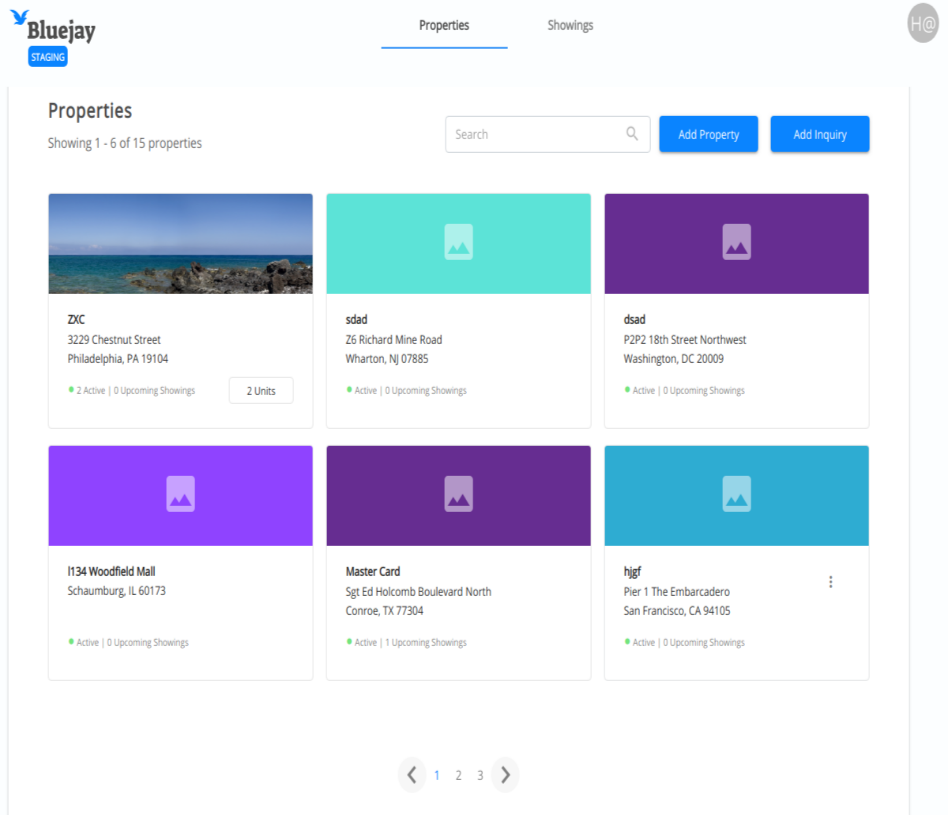 Bluejay
STAGING
Properties
Showings
H@
Properties
Showing 1 - 6 of 15 properties
Search
Add Property
Add Inquiry
ZXC
3229 Chestnut Street
Philadelphia, PA 19104
2 Active | 0 Upcoming Showings
2 Units
sdad
Z6 Richard Mine Road
Wharton, NJ 07885
Active | 0 Upcoming Showings
dsad
P2P2 18th Street Northwest
Washington, DC 20009
Active | 0 Upcoming Showings
I134 Woodfield Mall
Schaumburg, IL 60173
Active | 0 Upcoming Showings
Master Card
Sgt Ed Holcomb Boulevard North
Conroe, TX 77304
Active | 1 Upcoming Showings
hjgf
Pier 1 The Embarcadero
San Francisco, CA 94105
Active | 0 Upcoming Showings
1 2 3